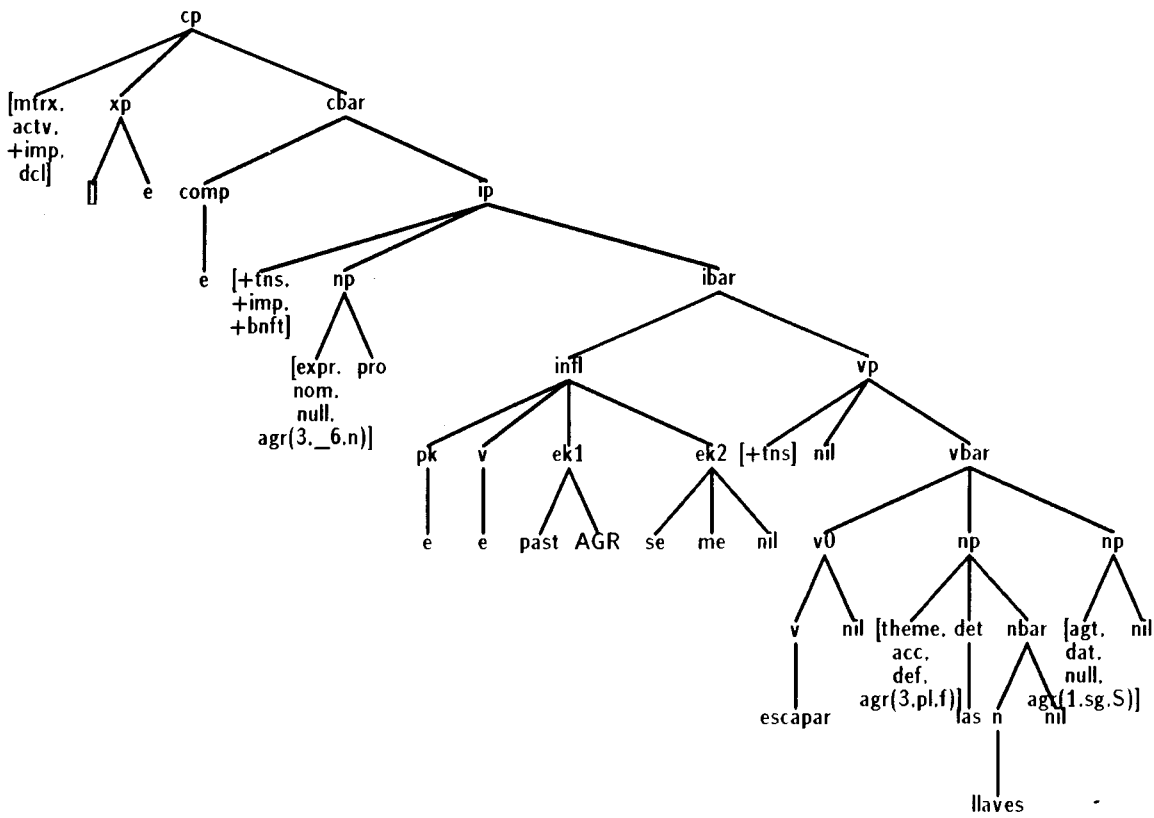 cp
[mtrx, xp cbar
actv,
+imp,
dcl]
[] e comp ip
e [+tns, np ibar
+imp,
+bnft]
[expr, pro infl vp
nom,
null,
agr(3,_6,n)]
pk v ek1 ek2 [+tns] nil vbar
e e past AGR se me nil v0 np np
v nil [theme, det nbar [agt, nil
acc, dat,
def, null,
agr(3,pl,f)] agr(1,sg,S)]
escapar las n nil
llaves